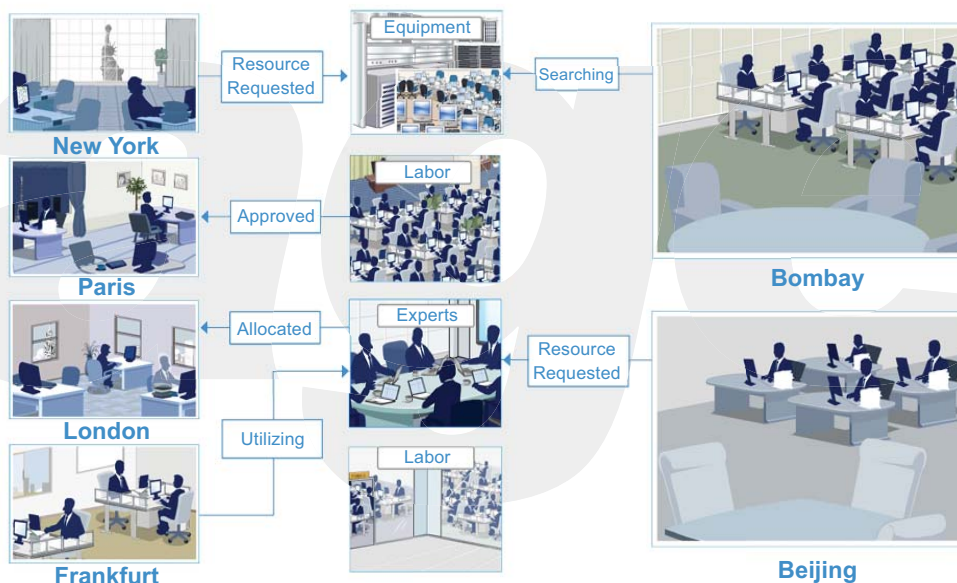 Equipment
Resource
Requested
Searching
New York
Labor
Approved
Paris
Bombay
Experts
Allocated
Resource
Requested
London
Utilizing
Labor
Frankfurt
Beijing